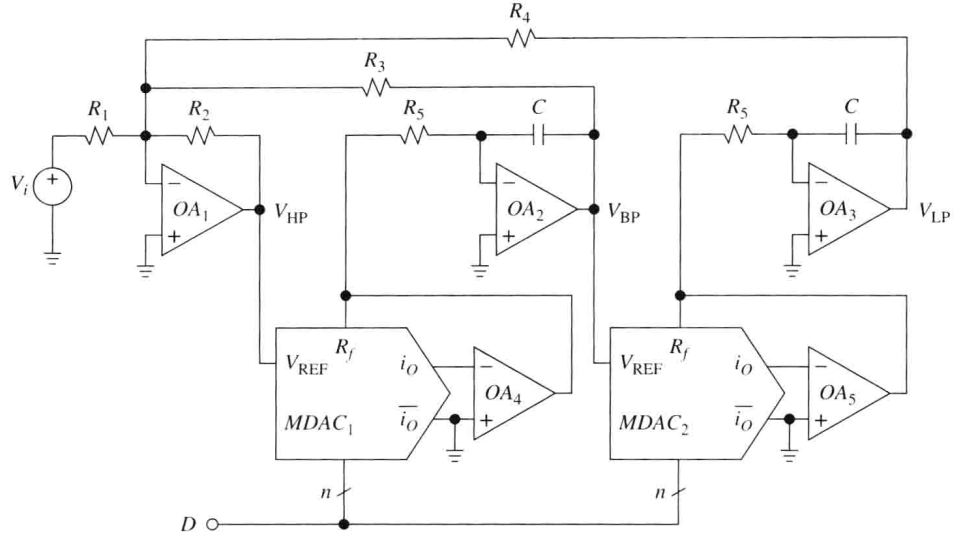 R4
R3
R1
R2
R5
C
R5
C
Vi
+
−
+
OA1
VHP
−
+
OA2
VBP
−
+
OA3
VLP
VREF
Rf
iO
iO
MDAC1
−
+
OA4
VREF
Rf
iO
iO
MDAC2
−
+
OA5
n
n
D